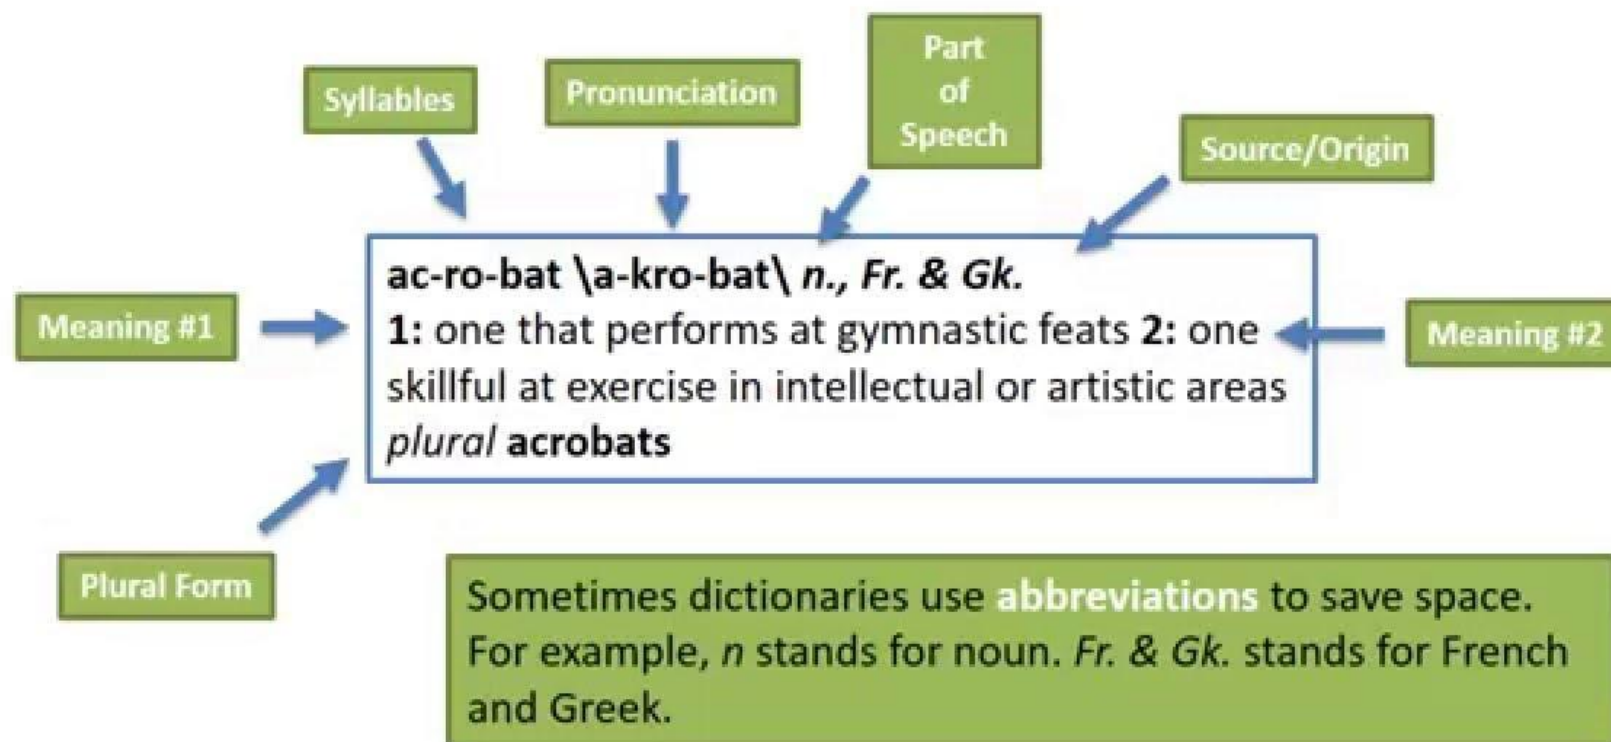 Part
of
Speech
Syllables
Pronunciation
Source/Origin
ac-ro-bat \a-kro-bat\ n., Fr. & Gk.
Meaning #1
1: one that performs at gymnastic feats 2: one
Meaning #2
skillful at exercise in intellectual or artistic areas
plural acrobats
Plural Form
Sometimes dictionaries use abbreviations to save space.
For example, n stands for noun. Fr. & Gk. stands for French
and Greek.